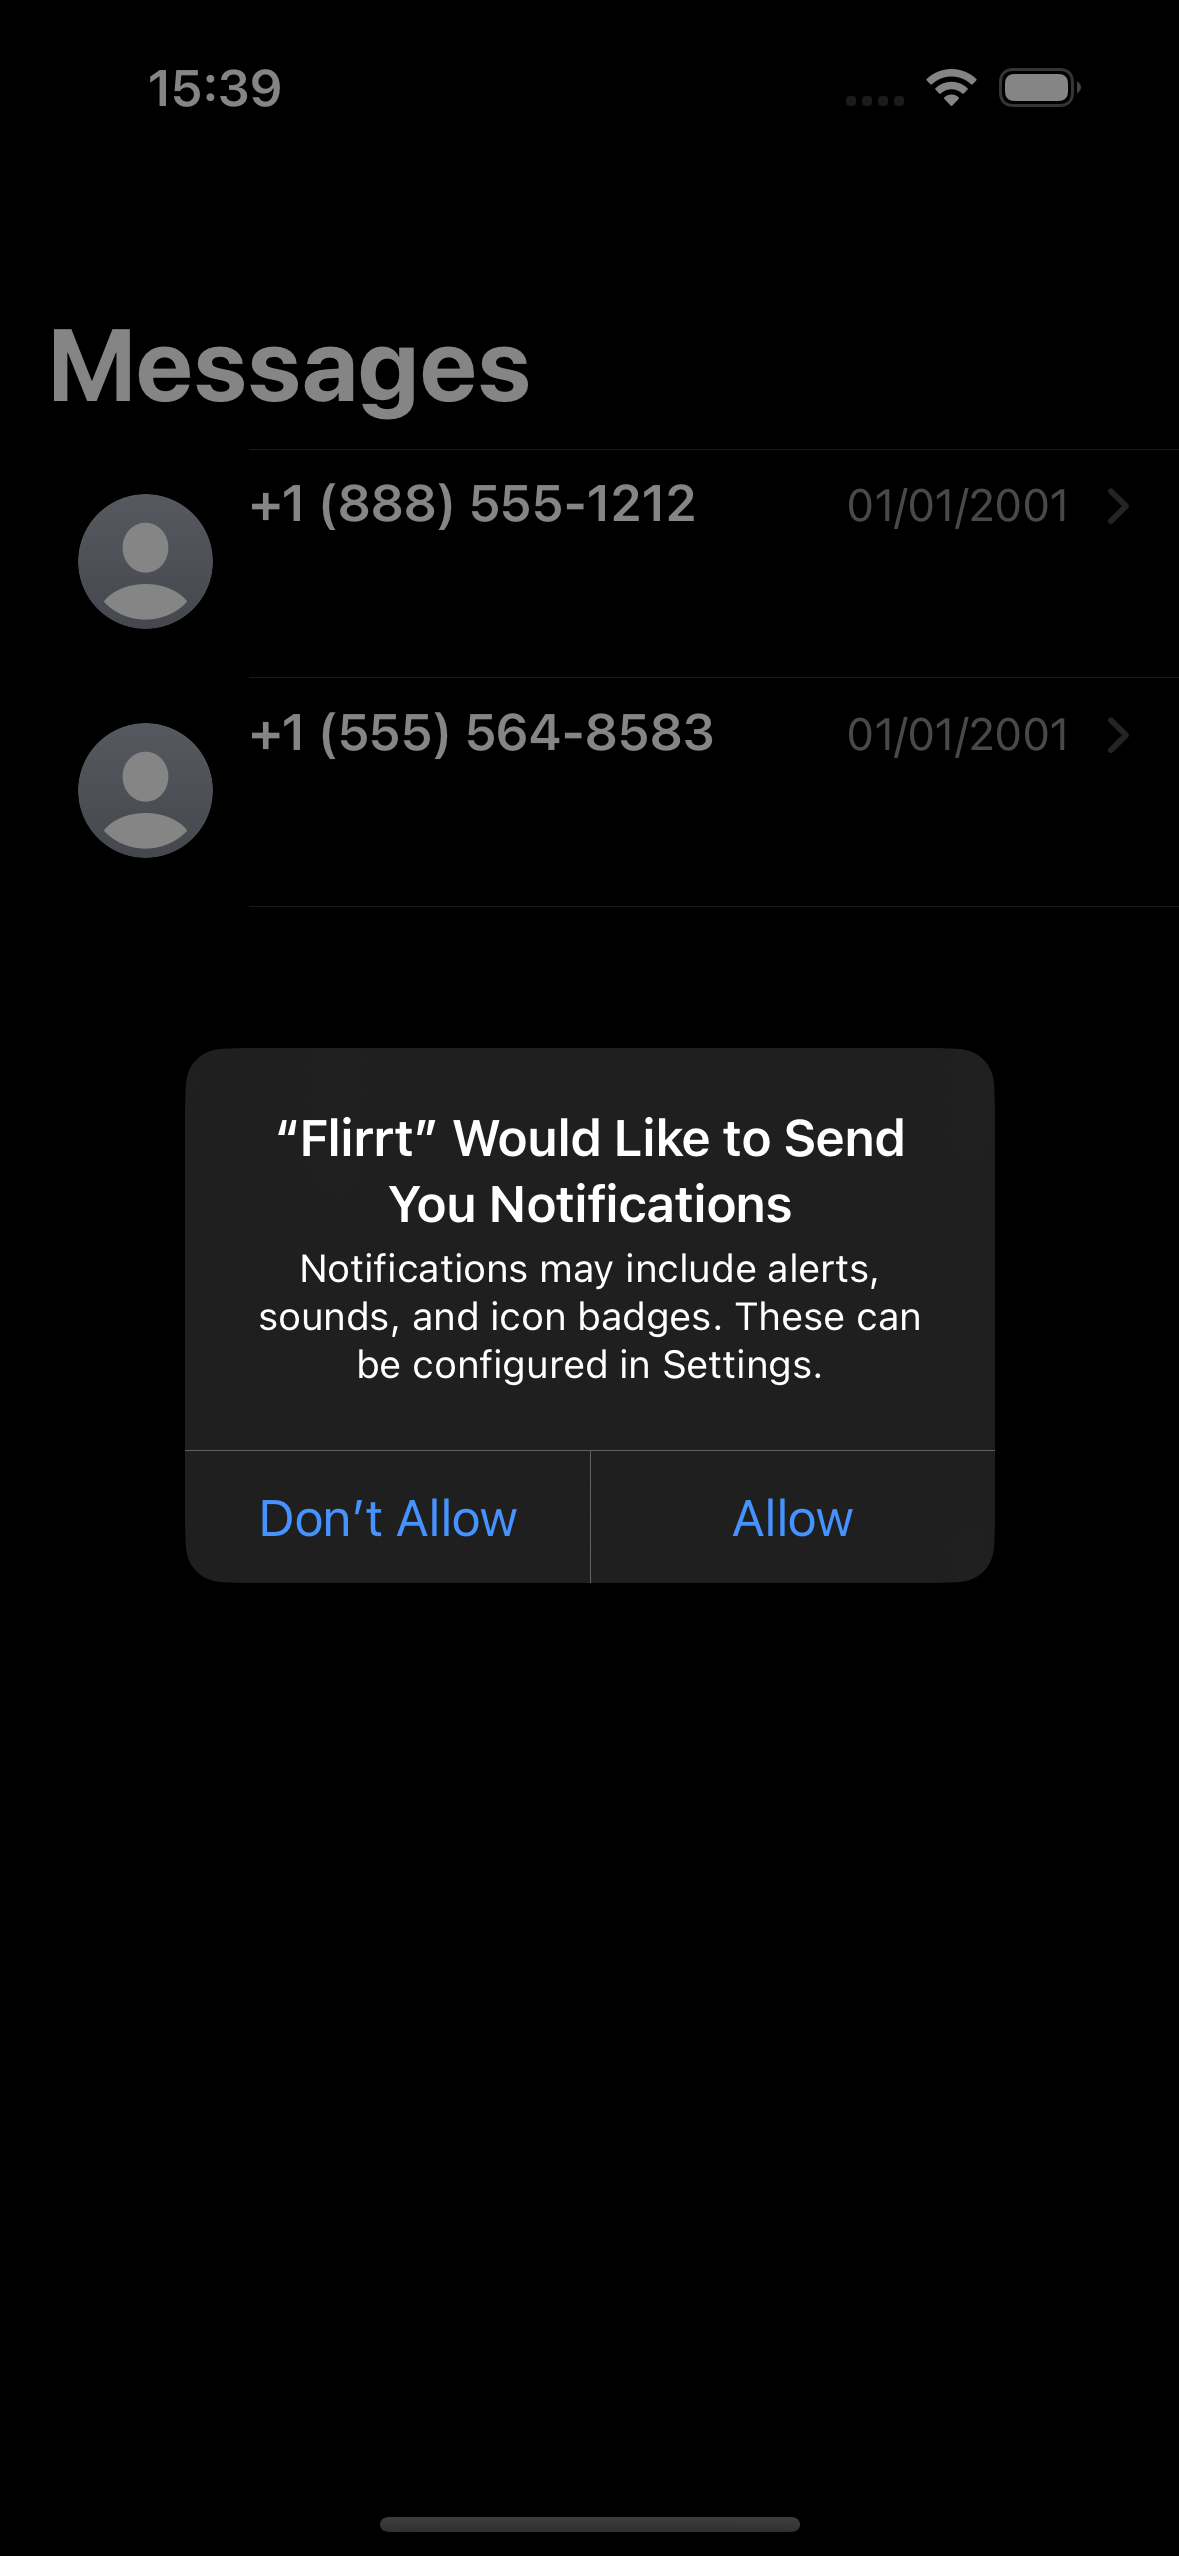 15:39
Messages
+1 (888) 555-1212 01/01/2001
+1 (555) 564-8583 01/01/2001
“Flirrt” Would Like to Send
You Notifications
Notifications may include alerts,
sounds, and icon badges. These can
be configured in Settings.
Don’t Allow Allow